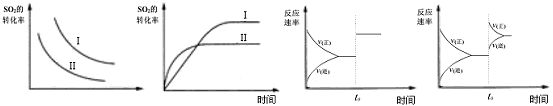 SO₂的
转化率
I
II
SO₂的
转化率
I
II
时间
反应
速率
v(正)
v(逆)
t₀
时间
反应
速率
v(正)
v(逆)
v(正)
v(逆)
t₀
时间